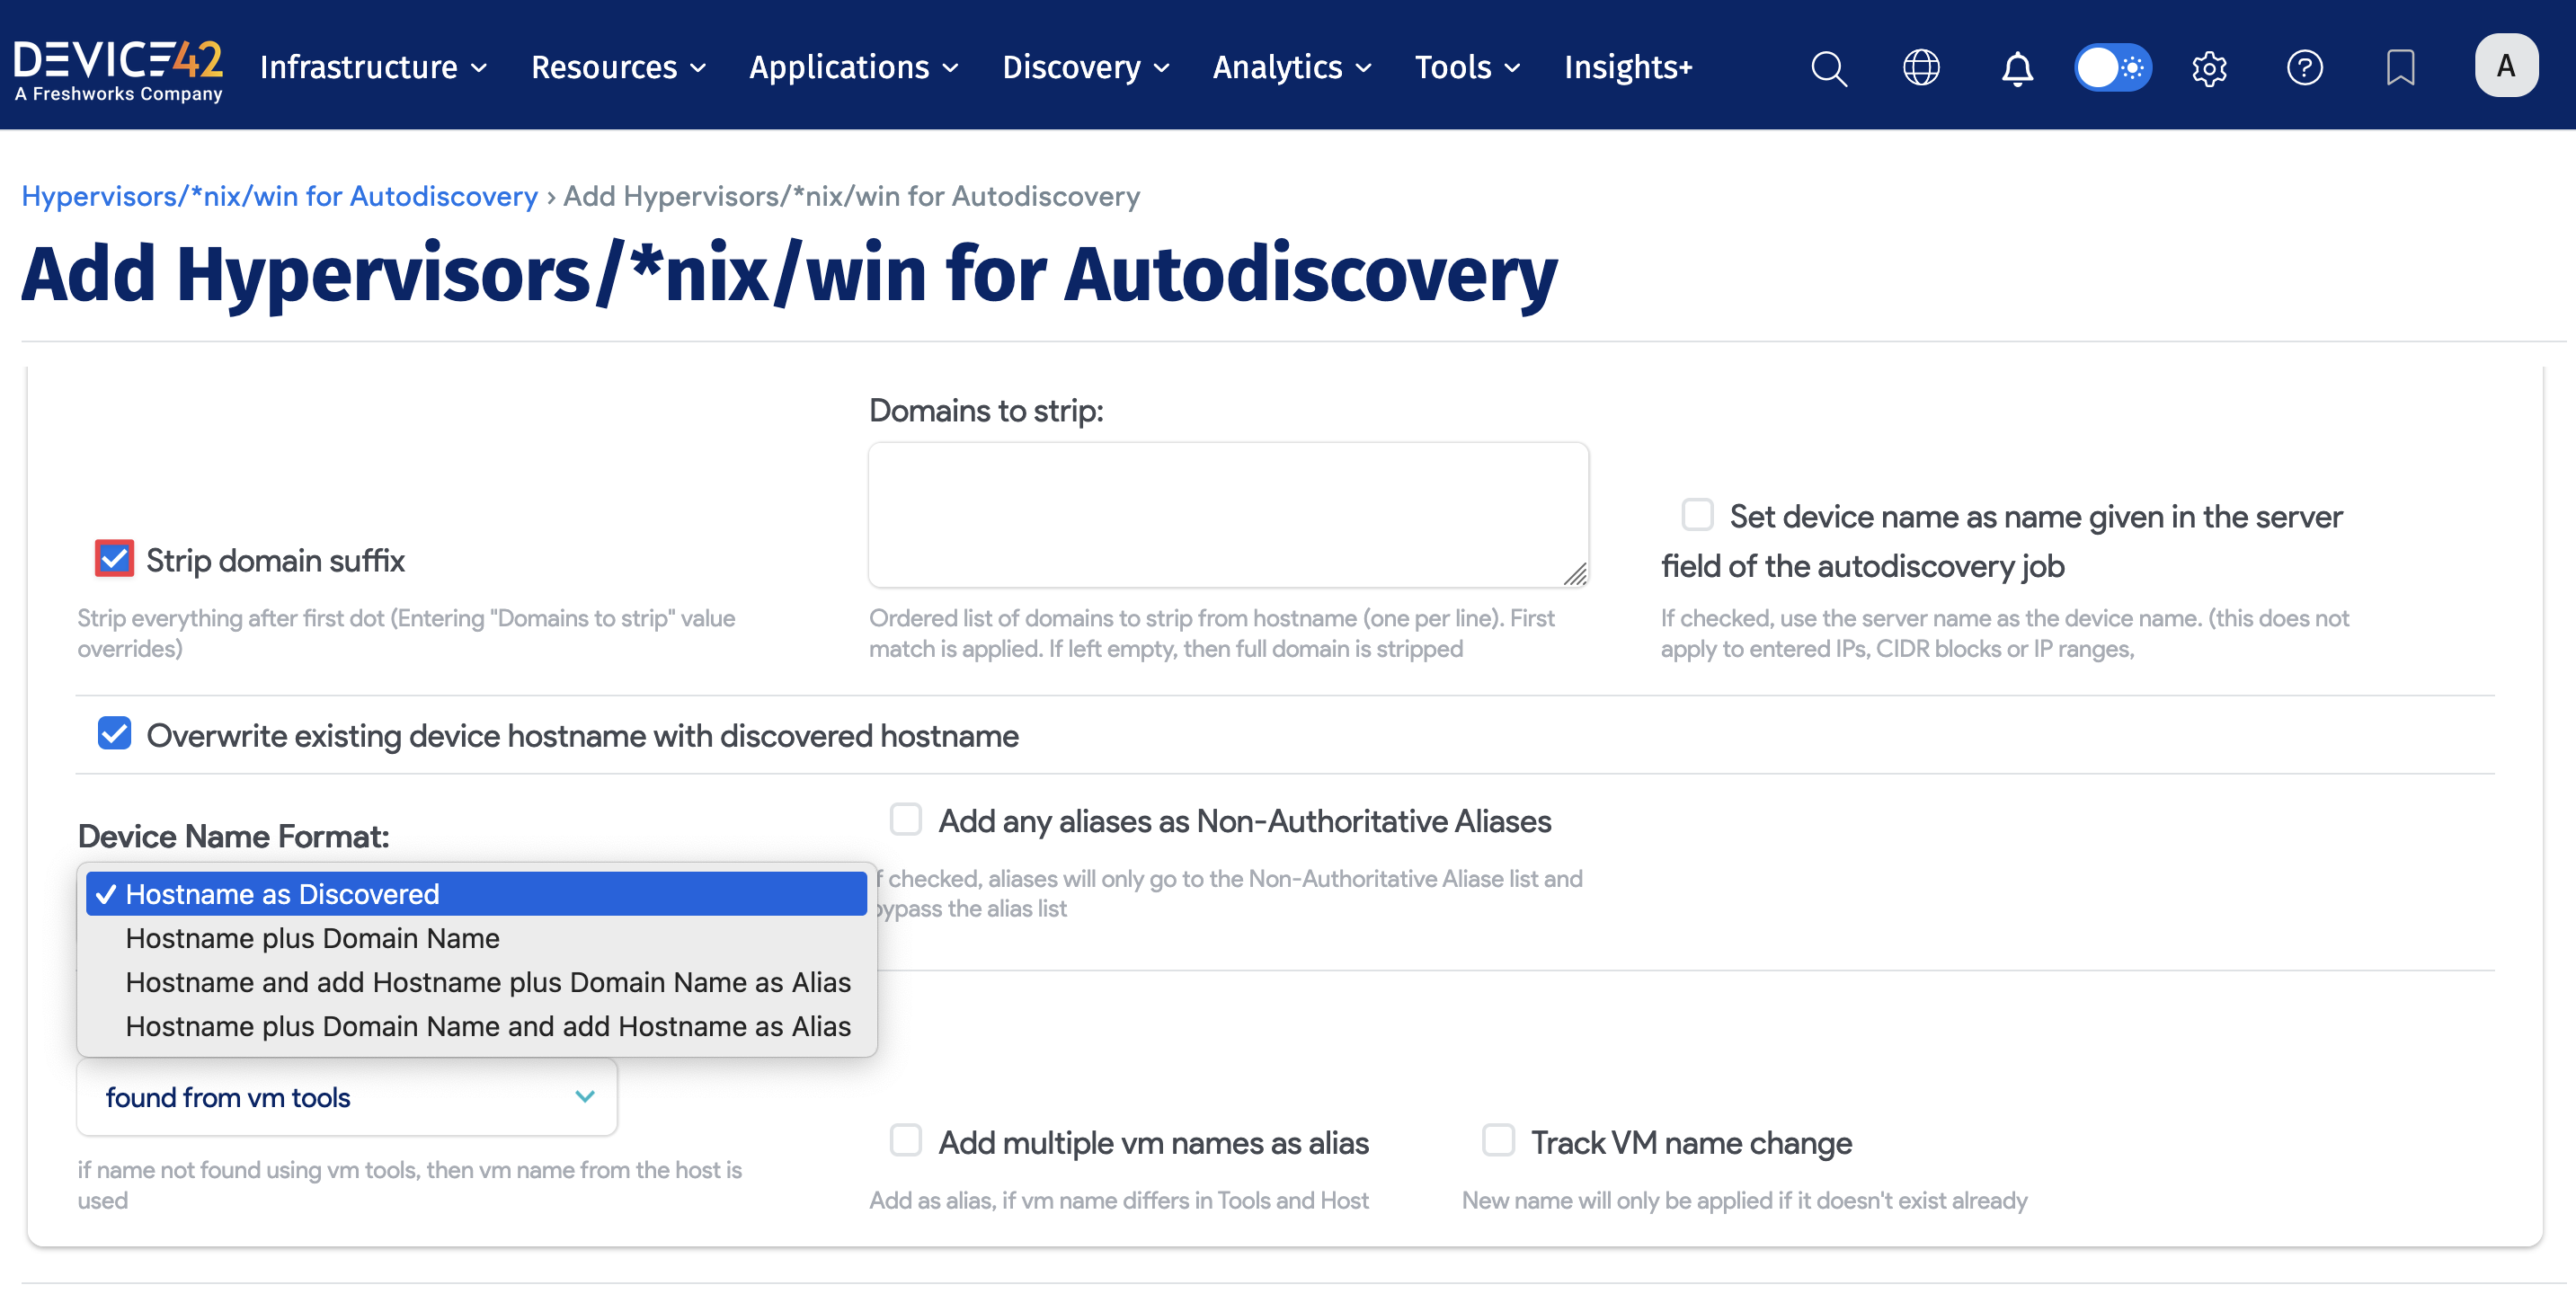 DEVICE42
A Freshworks Company
Infrastructure
Resources
Applications
Discovery
Analytics
Tools
Insights+
A
Hypervisors/*nix/win for Autodiscovery › Add Hypervisors/*nix/win for Autodiscovery
Add Hypervisors/*nix/win for Autodiscovery
Strip domain suffix
Strip everything after first dot (Entering "Domains to strip" value
overrides)
Domains to strip:
Ordered list of domains to strip from hostname (one per line). First
match is applied. If left empty, then full domain is stripped
Set device name as name given in the server
field of the autodiscovery job
If checked, use the server name as the device name. (this does not
apply to entered IPs, CIDR blocks or IP ranges,
Overwrite existing device hostname with discovered hostname
Device Name Format:
Hostname as Discovered
Hostname plus Domain Name
Hostname and add Hostname plus Domain Name as Alias
Hostname plus Domain Name and add Hostname as Alias
Add any aliases as Non-Authoritative Aliases
checked, aliases will only go to the Non-Authoritative Aliase list and
bypass the alias list
found from vm tools
if name not found using vm tools, then vm name from the host is
used
Add multiple vm names as alias
Add as alias, if vm name differs in Tools and Host
Track VM name change
New name will only be applied if it doesn't exist already